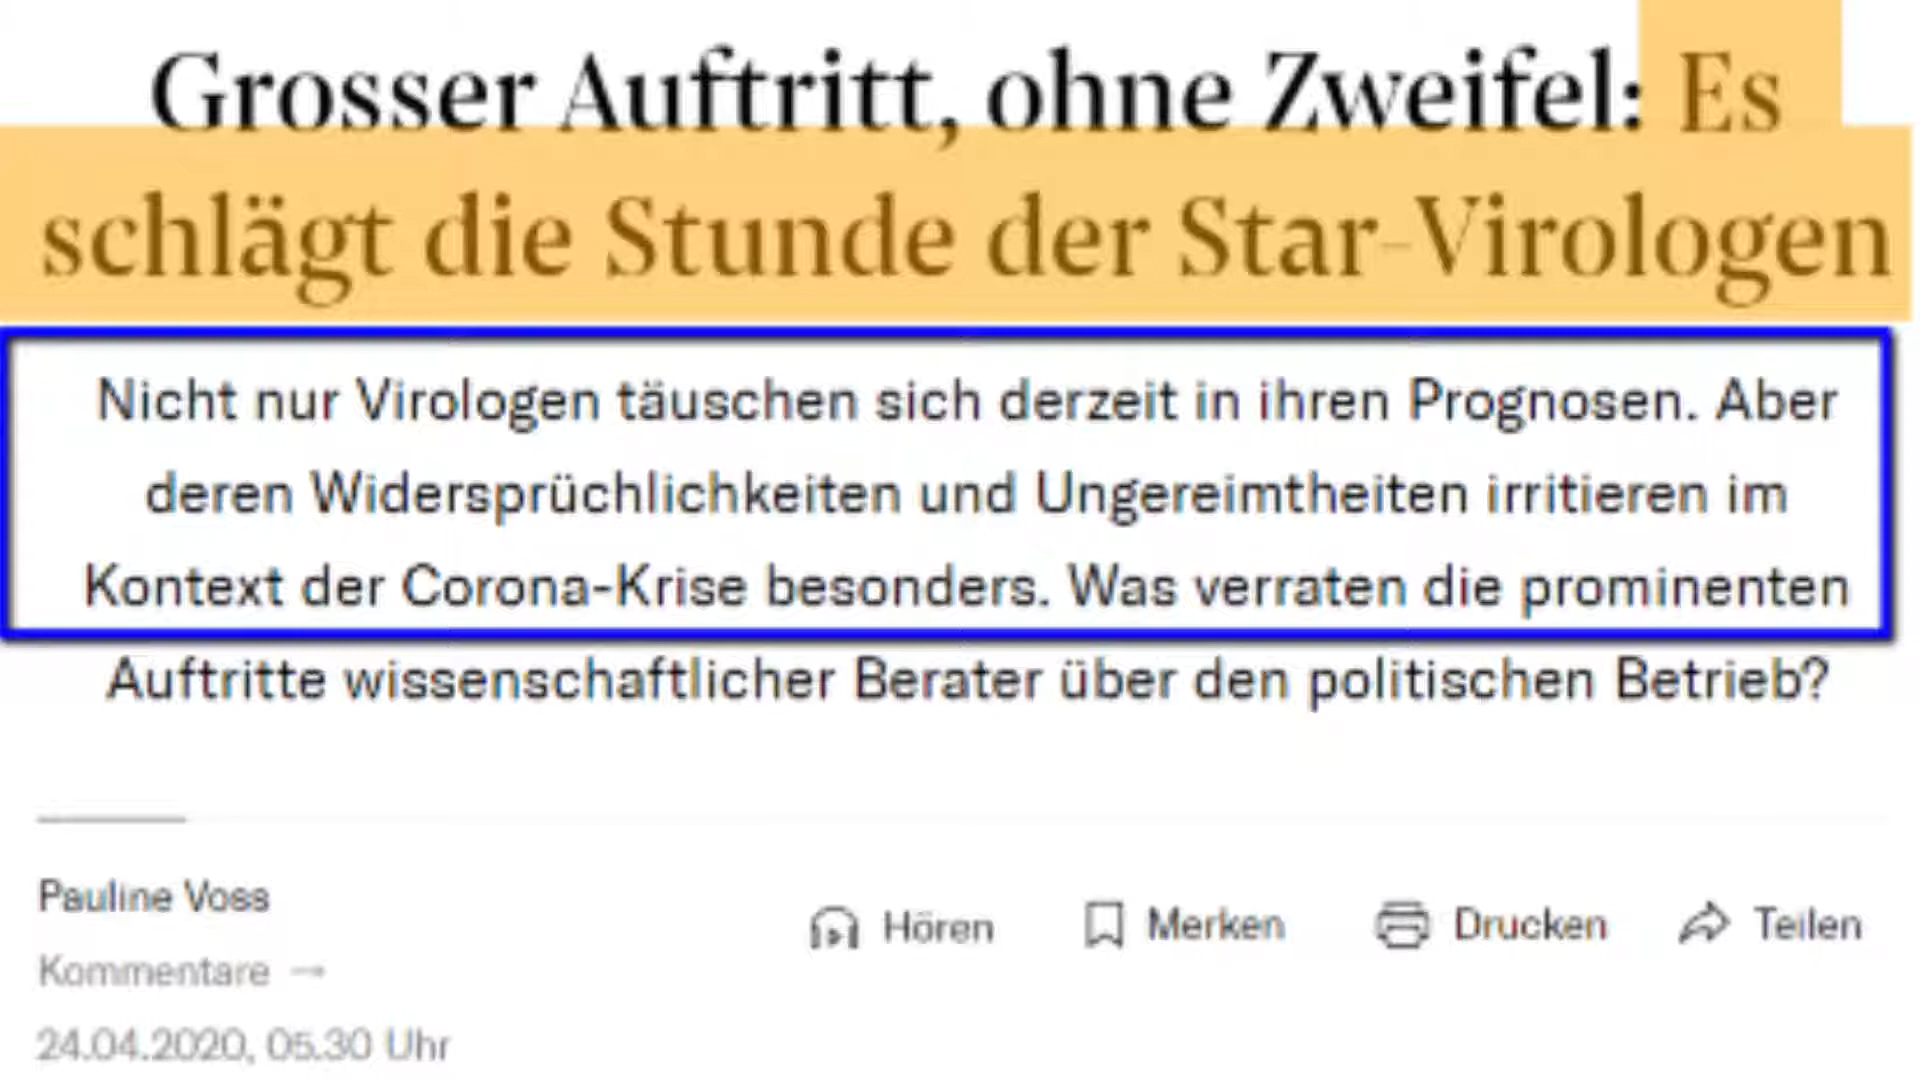 Grosser Auftritt, ohne Zweifel: Es
schlägt die Stunde der Star-Virologen
Nicht nur Virologen täuschen sich derzeit in ihren Prognosen. Aber
deren Widersprüchlichkeiten und Ungereimtheiten irritieren im
Kontext der Corona-Krise besonders. Was verraten die prominenten
Auftritte wissenschaftlicher Berater über den politischen Betrieb?
Pauline Voss
Hören Merken Drucken Teilen
Kommentare →
24.04.2020, 05.30 Uhr